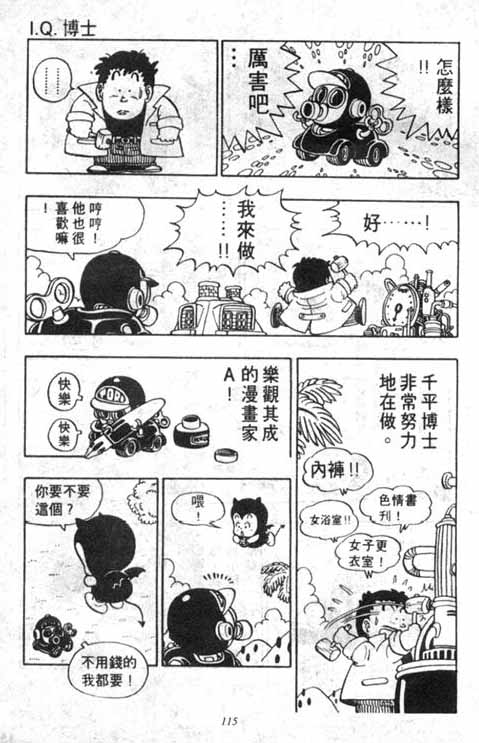 I.Q. 博士
怎麼樣
!!
厲害吧
…
………
好……!
我來做
……!!
哼哼!
他也很
喜歡嘛
!
千平博士
非常努力
地在做。
內褲!!
色情書
刊!
女浴室!!
女子更
衣室!
樂觀其成
的漫畫家
A!
快樂
快樂
喂!
你要不要
這個?
不用錢的
我都要!
115